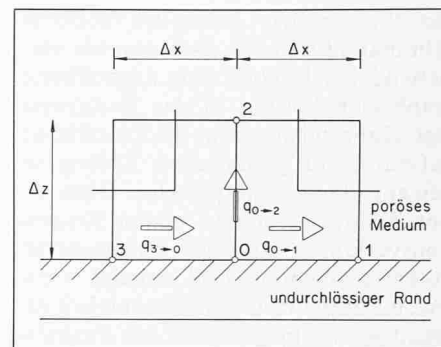 Δx Δx
2
Δz
q0→2
poröses
Medium
q3→0 q0→1
3 0 1
undurchlässiger Rand